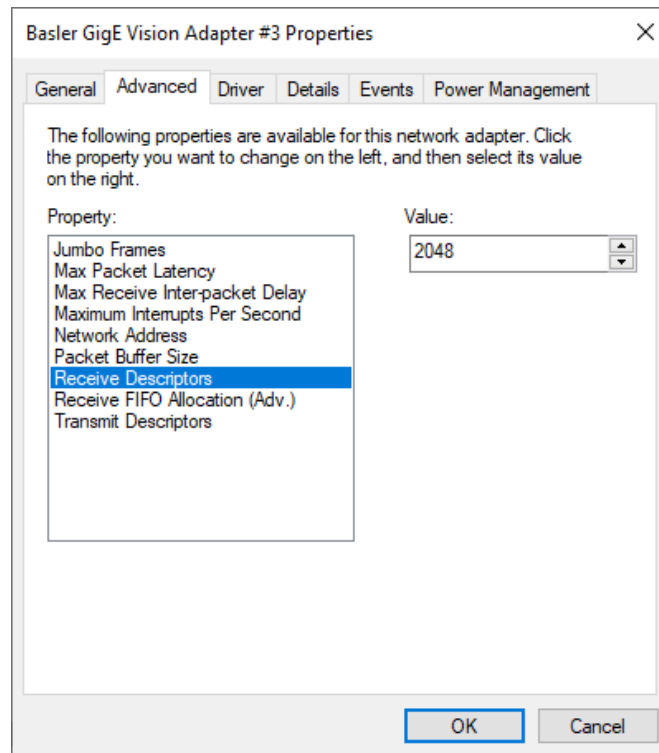 Basler GigE Vision Adapter #3 Properties
General Advanced Driver Details Events Power Management
The following properties are available for this network adapter. Click
the property you want to change on the left, and then select its value
on the right.
Property:
Value:
Jumbo Frames
Max Packet Latency
Max Receive Inter-packet Delay
Maximum Interrupts Per Second
Network Address
Packet Buffer Size
Receive Descriptors
Receive FIFO Allocation (Adv.)
Transmit Descriptors
2048
OK
Cancel